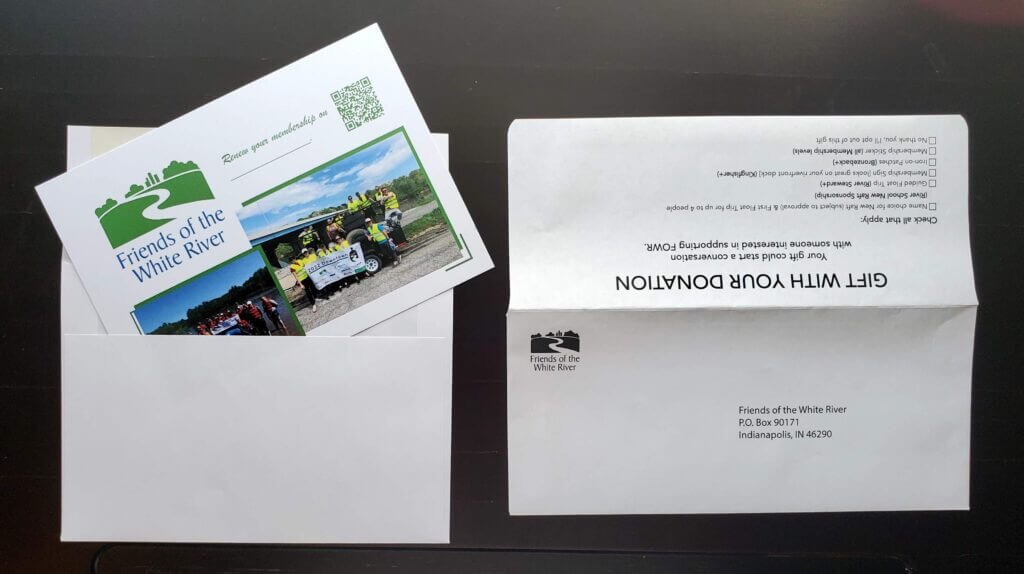 Renew your membership on
Friends of the
White River
GIFT WITH YOUR DONATION
Your gift could start a conversation
with someone interested in supporting FOWR.
Check all that apply:
Name choice for New Raft (subject to approval) & First Float Trip for up to 4 people
(River School New Raft Sponsorship)
Guided Float Trip (River Steward+)
Membership Sign (looks great on your riverfront dock) (Kingfisher+)
Iron-on Patches (Bronzeback+)
Membership Sticker (all Membership levels)
No thank you, I'll, opt out of this gift
Friends of the
White River
Friends of the White River
P.O. Box 90171
Indianapolis, IN 46290